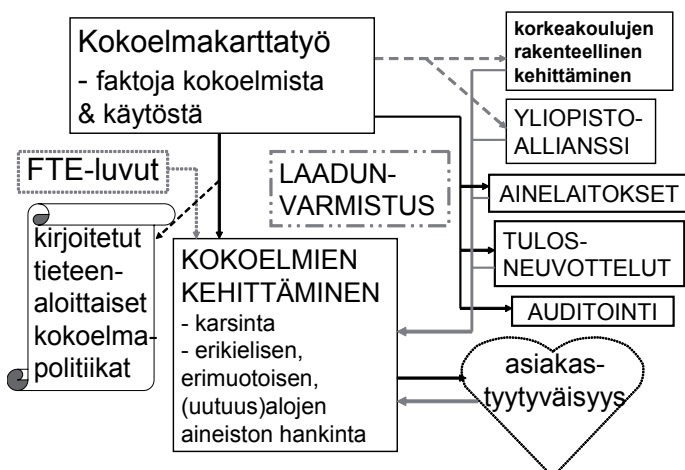 Kokoelmakarttatyö
- faktoja kokoelmista
& käytöstä
korkeakoulujen
rakenteellinen
kehittäminen
YLIOPISTO-
ALLIANSSI
FTE-luvut
LAADUN-
VARMISTUS
AINELAITOKSET
kirjoitetut
tieteen-
aloittaiset
kokoelma-
politiikat
KOKOELMIEN
KEHITTÄMINEN
- karsinta
- erikielisen,
erimuotoisen,
(uutuus)alojen
aineiston hankinta
TULOS-
NEUVOTTELUT
AUDITOINTI
asiakas-
tyytyväisyys